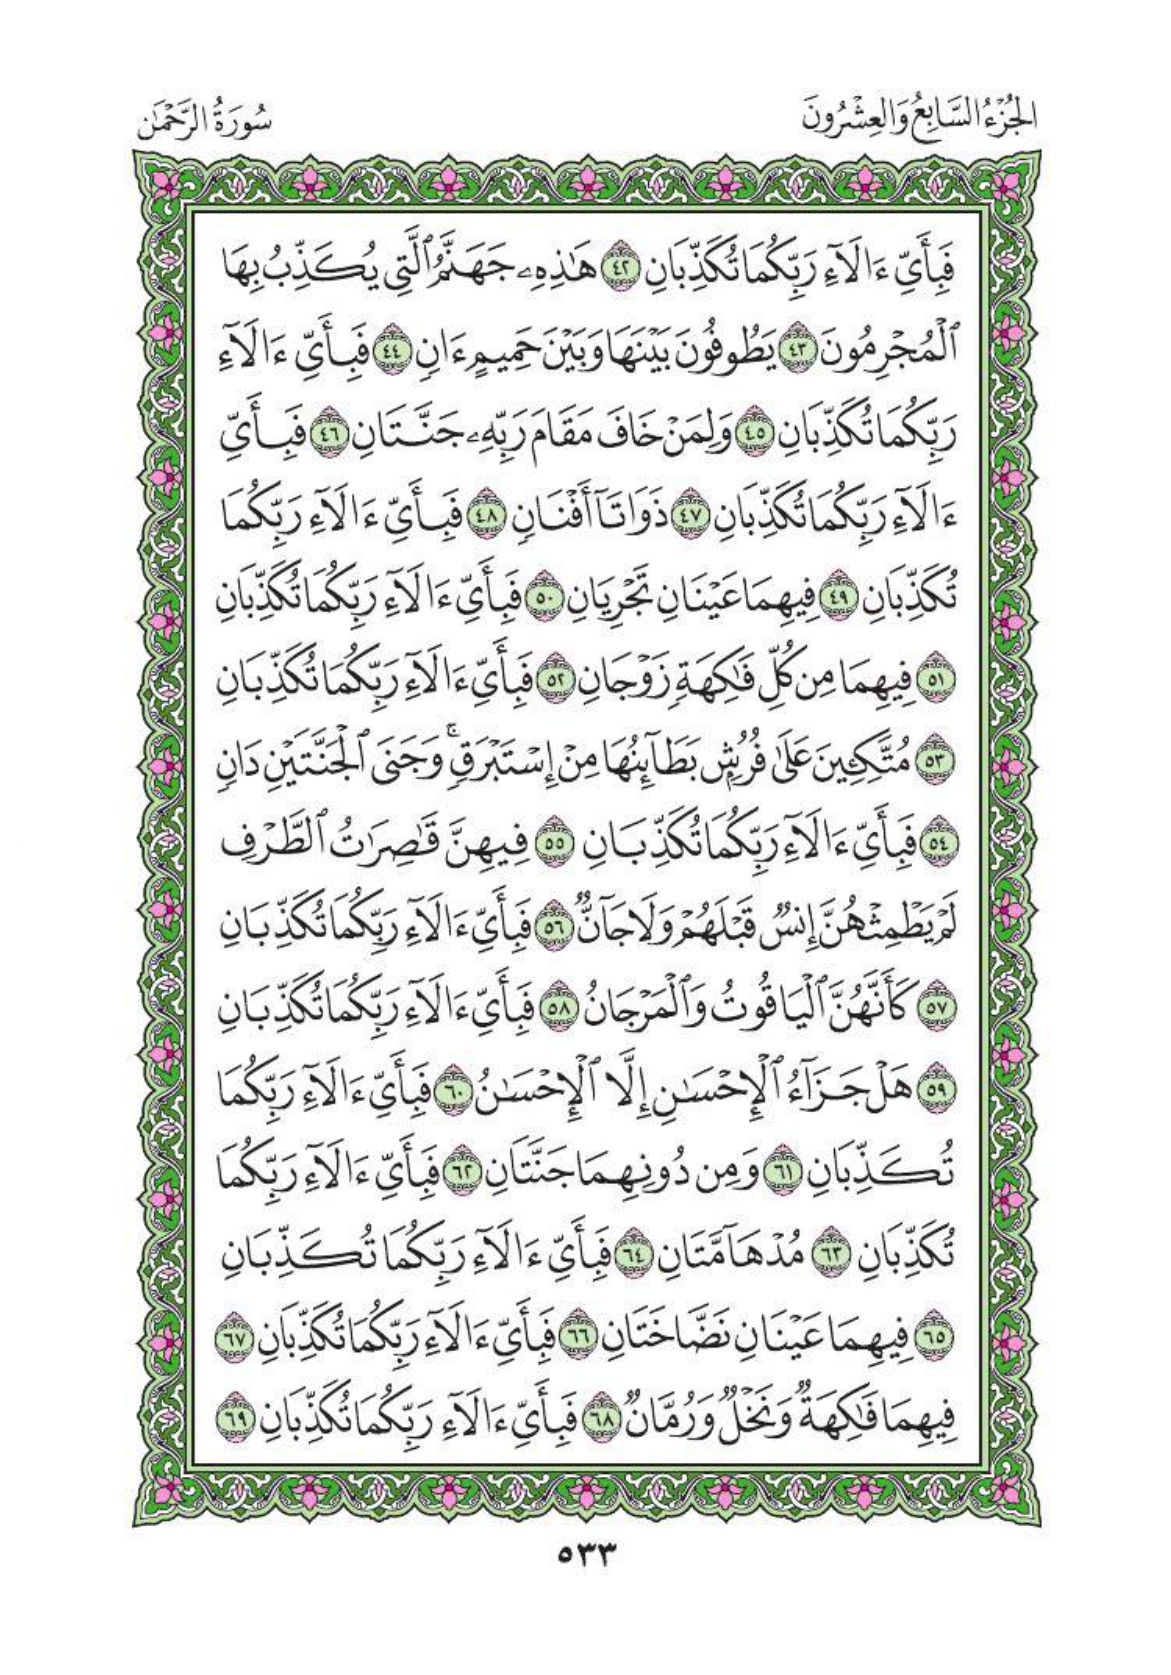 الجُزْءُ السَّابِعُ وَالعِشْرُونَ
سُورَةُ الرَّحْمَٰن
فَبِأَيِّ ءَالَآءِ رَبِّكُمَا تُكَذِّبَانِ ٤٢ هَٰذِهِۦ جَهَنَّمُ ٱلَّتِي يُكَذِّبُ بِهَا
ٱلْمُجْرِمُونَ ٤٣ يَطُوفُونَ بَيْنَهَا وَبَيْنَ حَمِيمٍ ءَانٍ ٤٤ فَبِأَيِّ ءَالَآءِ
رَبِّكُمَا تُكَذِّبَانِ ٤٥ وَلِمَنْ خَافَ مَقَامَ رَبِّهِۦ جَنَّتَانِ ٤٦ فَبِأَيِّ
ءَالَآءِ رَبِّكُمَا تُكَذِّبَانِ ٤٧ ذَوَاتَآ أَفْنَانٍ ٤٨ فَبِأَيِّ ءَالَآءِ رَبِّكُمَا
تُكَذِّبَانِ ٤٩ فِيهِمَا عَيْنَانِ تَجْرِيَانِ ٥٠ فَبِأَيِّ ءَالَآءِ رَبِّكُمَا تُكَذِّبَانِ
٥١ فِيهِمَا مِن كُلِّ فَٰكِهَةٍ زَوْجَانِ ٥٢ فَبِأَيِّ ءَالَآءِ رَبِّكُمَا تُكَذِّبَانِ
٥٣ مُتَّكِـِٔينَ عَلَىٰ فُرُشٍۭ بَطَآئِنُهَا مِنْ إِسْتَبْرَقٍۚ وَجَنَى ٱلْجَنَّتَيْنِ دَانٍ
٥٤ فَبِأَيِّ ءَالَآءِ رَبِّكُمَا تُكَذِّبَانِ ٥٥ فِيهِنَّ قَٰصِرَٰتُ ٱلطَّرْفِ
لَمْ يَطْمِثْهُنَّ إِنسٌ قَبْلَهُمْ وَلَا جَآنٌّ ٥٦ فَبِأَيِّ ءَالَآءِ رَبِّكُمَا تُكَذِّبَانِ
٥٧ كَأَنَّهُنَّ ٱلْيَاقُوتُ وَٱلْمَرْجَانُ ٥٨ فَبِأَيِّ ءَالَآءِ رَبِّكُمَا تُكَذِّبَانِ
٥٩ هَلْ جَزَآءُ ٱلْإِحْسَٰنِ إِلَّا ٱلْإِحْسَٰنُ ٦٠ فَبِأَيِّ ءَالَآءِ رَبِّكُمَا
تُكَذِّبَانِ ٦١ وَمِن دُونِهِمَا جَنَّتَانِ ٦٢ فَبِأَيِّ ءَالَآءِ رَبِّكُمَا
تُكَذِّبَانِ ٦٣ مُدْهَآمَّتَانِ ٦٤ فَبِأَيِّ ءَالَآءِ رَبِّكُمَا تُكَذِّبَانِ
٦٥ فِيهِمَا عَيْنَانِ نَضَّاخَتَانِ ٦٦ فَبِأَيِّ ءَالَآءِ رَبِّكُمَا تُكَذِّبَانِ ٦٧
فِيهِمَا فَٰكِهَةٌ وَنَخْلٌ وَرُمَّانٌ ٦٨ فَبِأَيِّ ءَالَآءِ رَبِّكُمَا تُكَذِّبَانِ ٦٩
٥٣٣